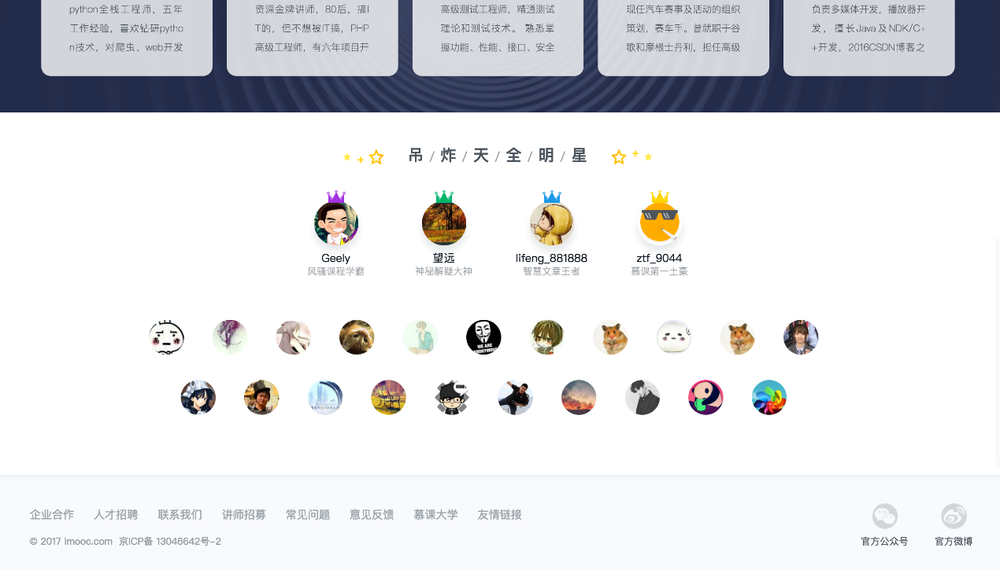 python全栈工程师，五年
工作经验，喜欢钻研pytho
n技术，对爬虫、web开发
资深金牌讲师，80后，搞I
T的，但不想被IT搞，PHP
高级工程师，有六年项目开
高级测试工程师，精通测试
理论和测试技术。 熟悉掌
握功能、性能、接口、安全
现任汽车赛事及活动的组织
策划，赛车手。曾就职于谷
歌和摩根士丹利，担任高级
负责多媒体开发，播放器开
发，擅长Java及NDK/C+
+开发，2016CSDN博客之
吊 / 炸 / 天 / 全 / 明 / 星
Geely
风骚课程学霸
望远
神秘解疑大神
lifeng_881888
智慧文章王者
ztf_9044
慕课第一土豪
WE ARE
ANONYMOUS
企业合作 人才招聘 联系我们 讲师招募 常见问题 意见反馈 慕课大学 友情链接
© 2017 imooc.com 京ICP备 13046642号-2
官方公众号
官方微博